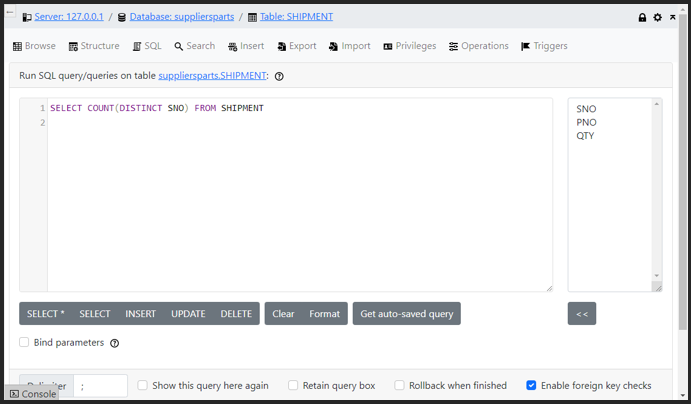 Server: 127.0.0.1 / Database: suppliersparts / Table: SHIPMENT
Browse Structure SQL Search Insert Export Import Privileges Operations Triggers
Run SQL query/queries on table suppliersparts.SHIPMENT:
1 SELECT COUNT(DISTINCT SNO) FROM SHIPMENT
2
SNO
PNO
QTY
SELECT * SELECT INSERT UPDATE DELETE Clear Format Get auto-saved query <<
Bind parameters
; Show this query here again Retain query box Rollback when finished Enable foreign key checks
Console